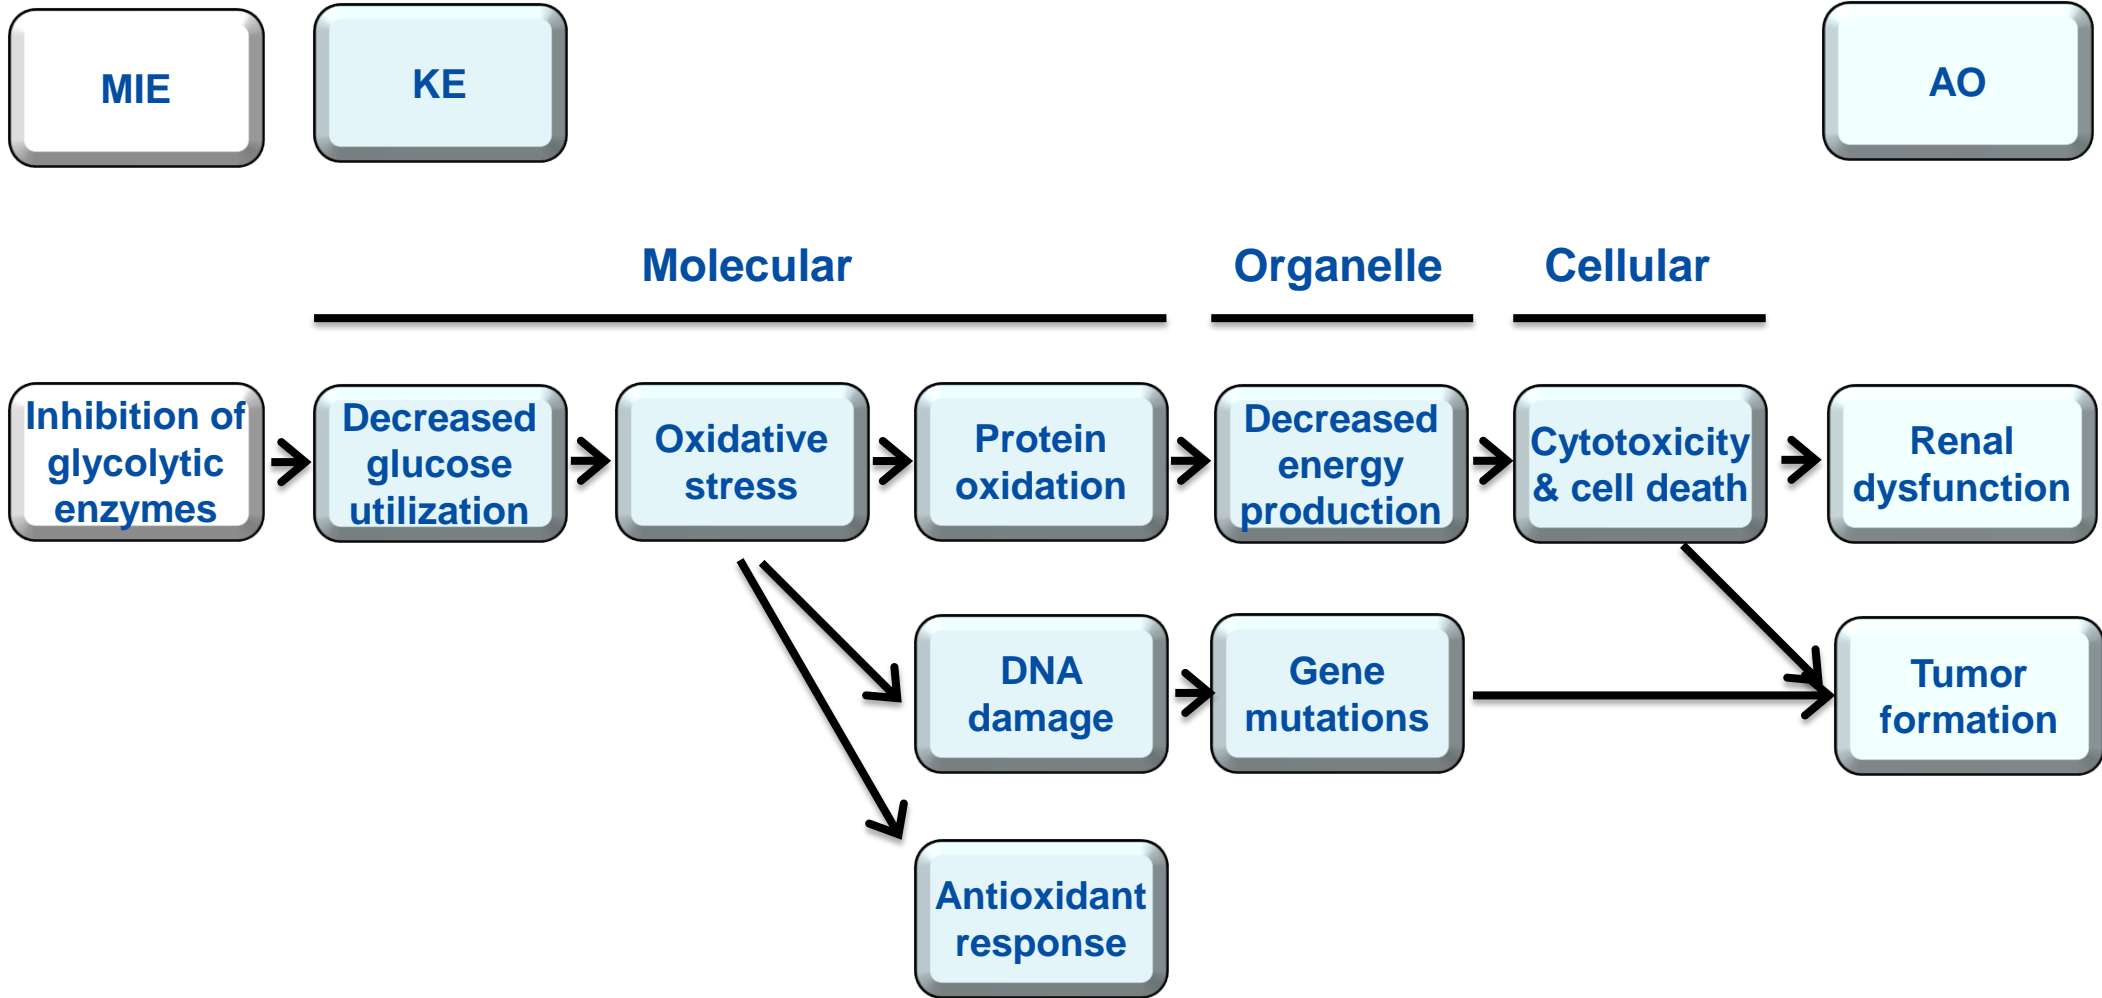 MIE
KE
AO
Molecular
Organelle
Cellular
Inhibition of
glycolytic
enzymes
Decreased
glucose
utilization
Oxidative
stress
Protein
oxidation
Decreased
energy
production
Cytotoxicity
& cell death
Renal
dysfunction
DNA
damage
Gene
mutations
Tumor
formation
Antioxidant
response